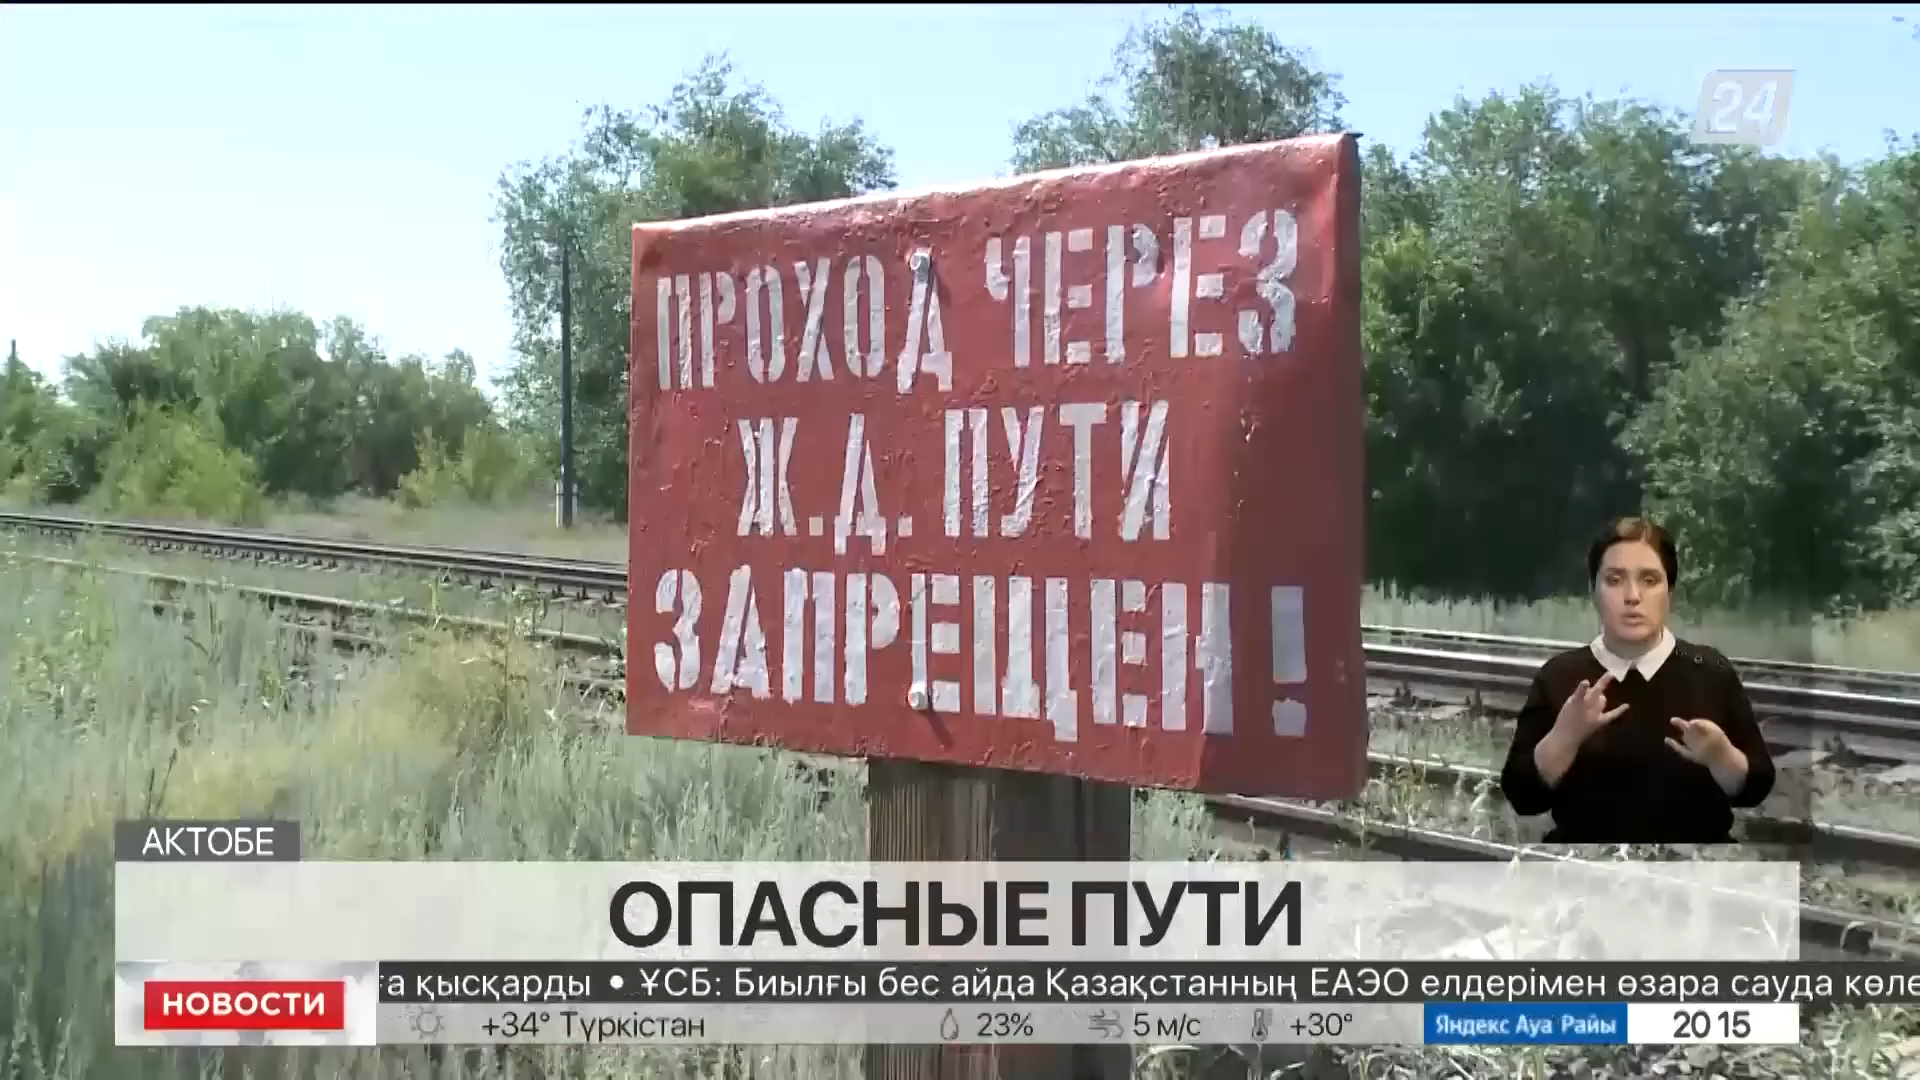 24
ПРОХОД ЧЕРЕЗ
Ж.Д. ПУТИ
ЗАПРЕЩЕН!
АКТОБЕ
ОПАСНЫЕ ПУТИ
НОВОСТИ
ға қысқарды • ҰСБ: Биылғы бес айда Қазақстанның ЕАЭО елдерімен өзара сауда көле
+34° Түркістан 23% 5 м/с +30° Яндекс Ауа Райы 20 15